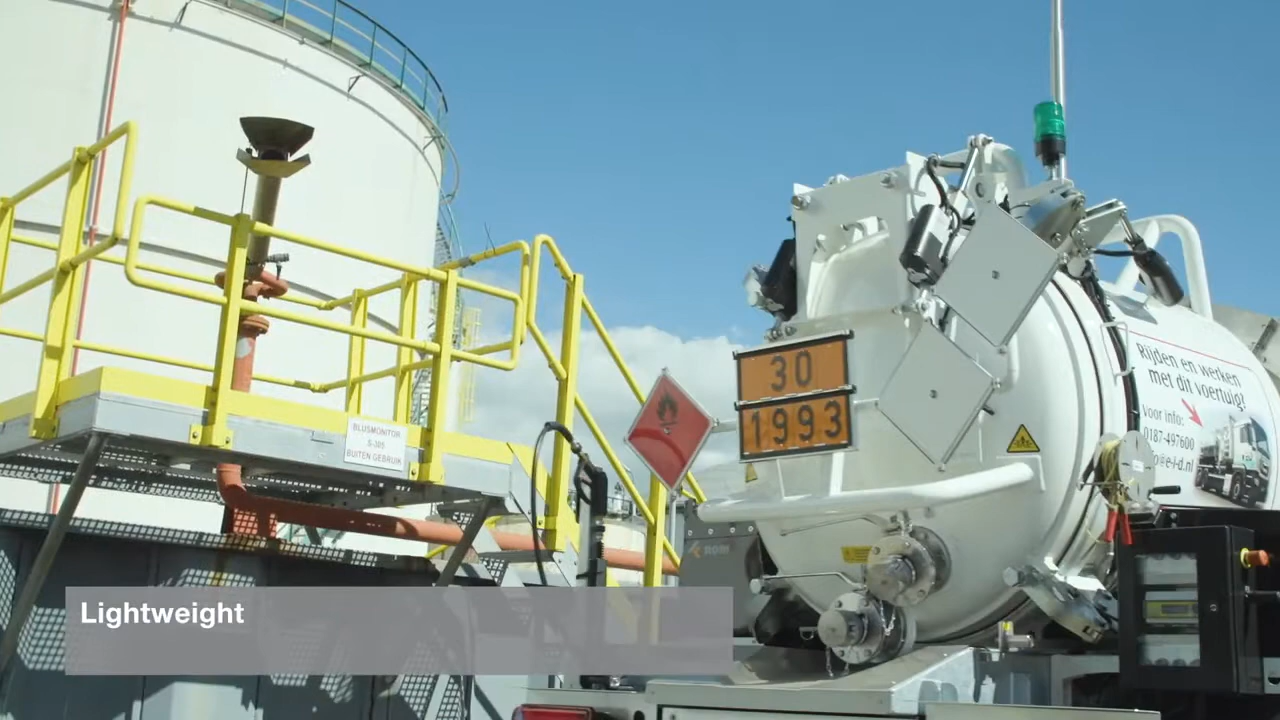 30
1993
Rijden en werken
met dit voertuig!
Voor info:
0187-497600
@e-i-d.nl
BLUSMONITOR
S-305
BUITEN GEBRUIK
Lightweight